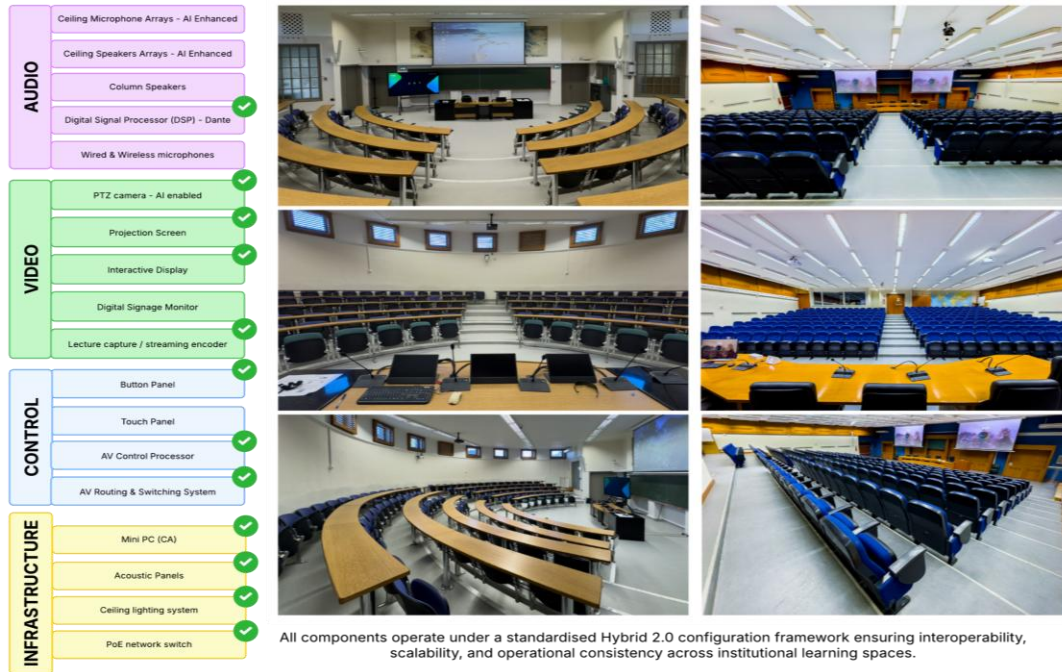 AUDIO
Ceiling Microphone Arrays - AI Enhanced
Ceiling Speakers Arrays - AI Enhanced
Column Speakers
Digital Signal Processor (DSP) - Dante
Wired & Wireless microphones
VIDEO
PTZ camera - AI enabled
Projection Screen
Interactive Display
Digital Signage Monitor
Lecture capture / streaming encoder
CONTROL
Button Panel
Touch Panel
AV Control Processor
AV Routing & Switching System
INFRASTRUCTURE
Mini PC (CA)
Acoustic Panels
Ceiling lighting system
PoE network switch
All components operate under a standardised Hybrid 2.0 configuration framework ensuring interoperability,
scalability, and operational consistency across institutional learning spaces.